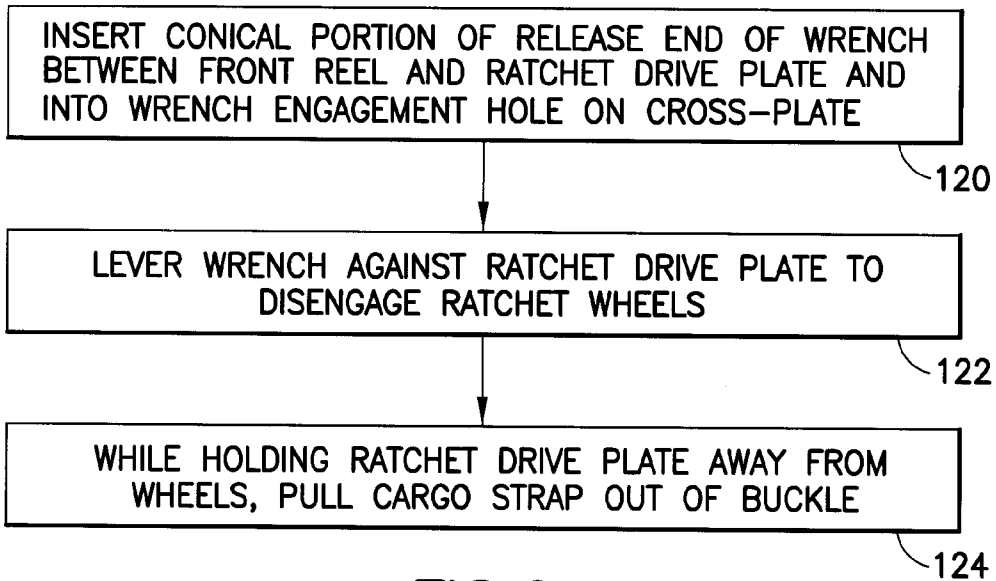 INSERT CONICAL PORTION OF RELEASE END OF WRENCH
BETWEEN FRONT REEL AND RATCHET DRIVE PLATE AND
INTO WRENCH ENGAGEMENT HOLE ON CROSS-PLATE
120
LEVER WRENCH AGAINST RATCHET DRIVE PLATE TO
DISENGAGE RATCHET WHEELS
122
WHILE HOLDING RATCHET DRIVE PLATE AWAY FROM
WHEELS, PULL CARGO STRAP OUT OF BUCKLE
124